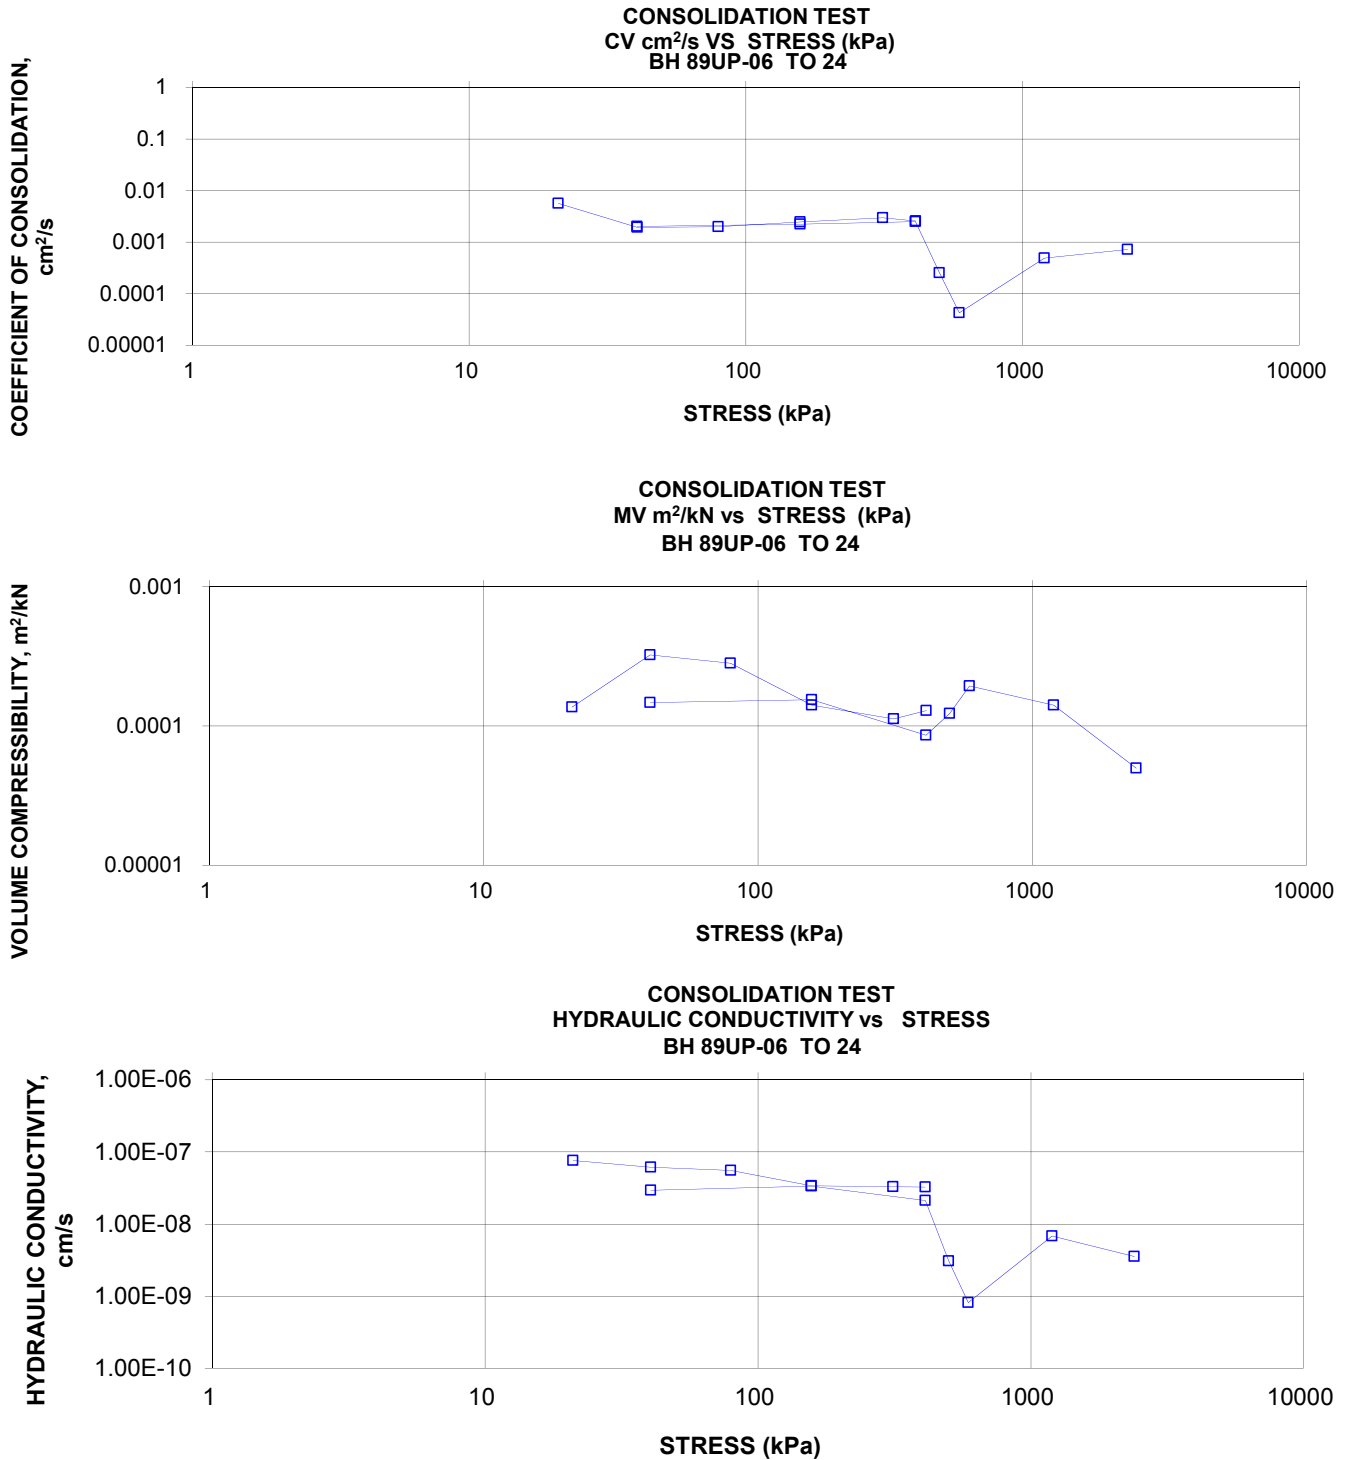 CONSOLIDATION TEST
CV cm²/s VS STRESS (kPa)
BH 89UP-06 TO 24
COEFFICIENT OF CONSOLIDATION,
cm²/s
1
0.1
0.01
0.001
0.0001
0.00001
1 10 100 1000 10000
STRESS (kPa)
CONSOLIDATION TEST
MV m²/kN vs STRESS (kPa)
BH 89UP-06 TO 24
VOLUME COMPRESSIBILITY, m²/kN
0.001
0.0001
0.00001
1 10 100 1000 10000
STRESS (kPa)
CONSOLIDATION TEST
HYDRAULIC CONDUCTIVITY vs STRESS
BH 89UP-06 TO 24
HYDRAULIC CONDUCTIVITY,
cm/s
1.00E-06
1.00E-07
1.00E-08
1.00E-09
1.00E-10
1 10 100 1000 10000
STRESS (kPa)